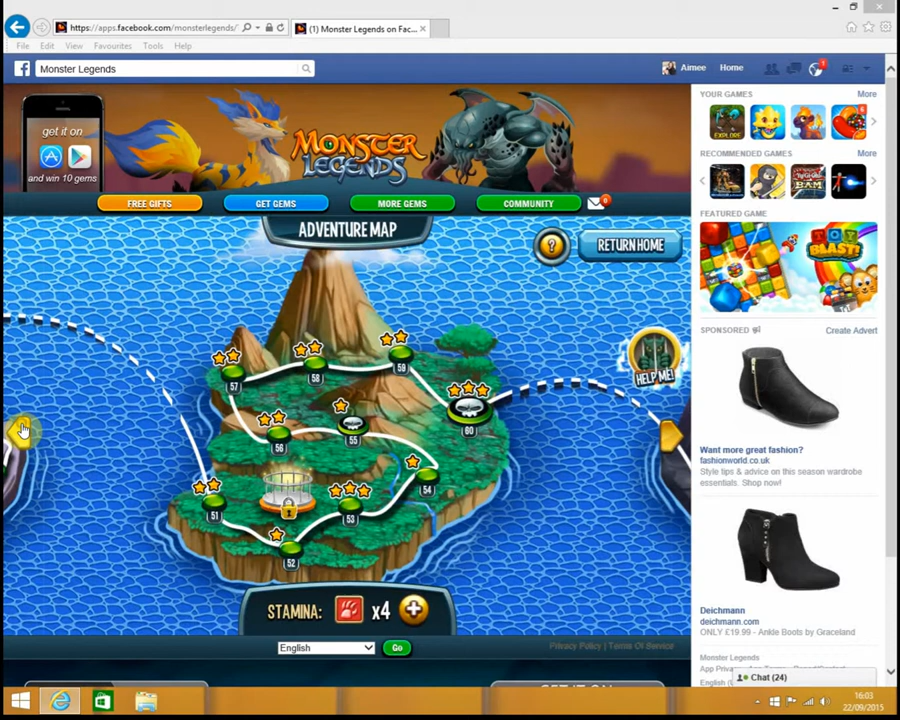 https://apps.facebook.com/monsterlegends/
(1) Monster Legends on Fac...
File Edit View Favourites Tools Help
Monster Legends
Aimee Home
get it on
and win 10 gems
MONSTER LEGENDS
FREE GIFTS GET GEMS MORE GEMS COMMUNITY
ADVENTURE MAP
? RETURN HOME
HELP ME!
57 58 59 60
56 55
51 53 54
52
STAMINA: x4
English Go
Privacy Policy | Terms Of Service
YOUR GAMES More
EXPLORE
RECOMMENDED GAMES More
BAM
FEATURED GAME
TOY BLAST!
SPONSORED Create Advert
Want more great fashion?
fashionworld.co.uk
Style tips & advice on this season wardrobe
essentials. Shop now!
Deichmann
deichmann.com
ONLY £19.99 - Ankle Boots by Graceland
Monster Legends
English (
Chat (24)
16:03
22/09/2015